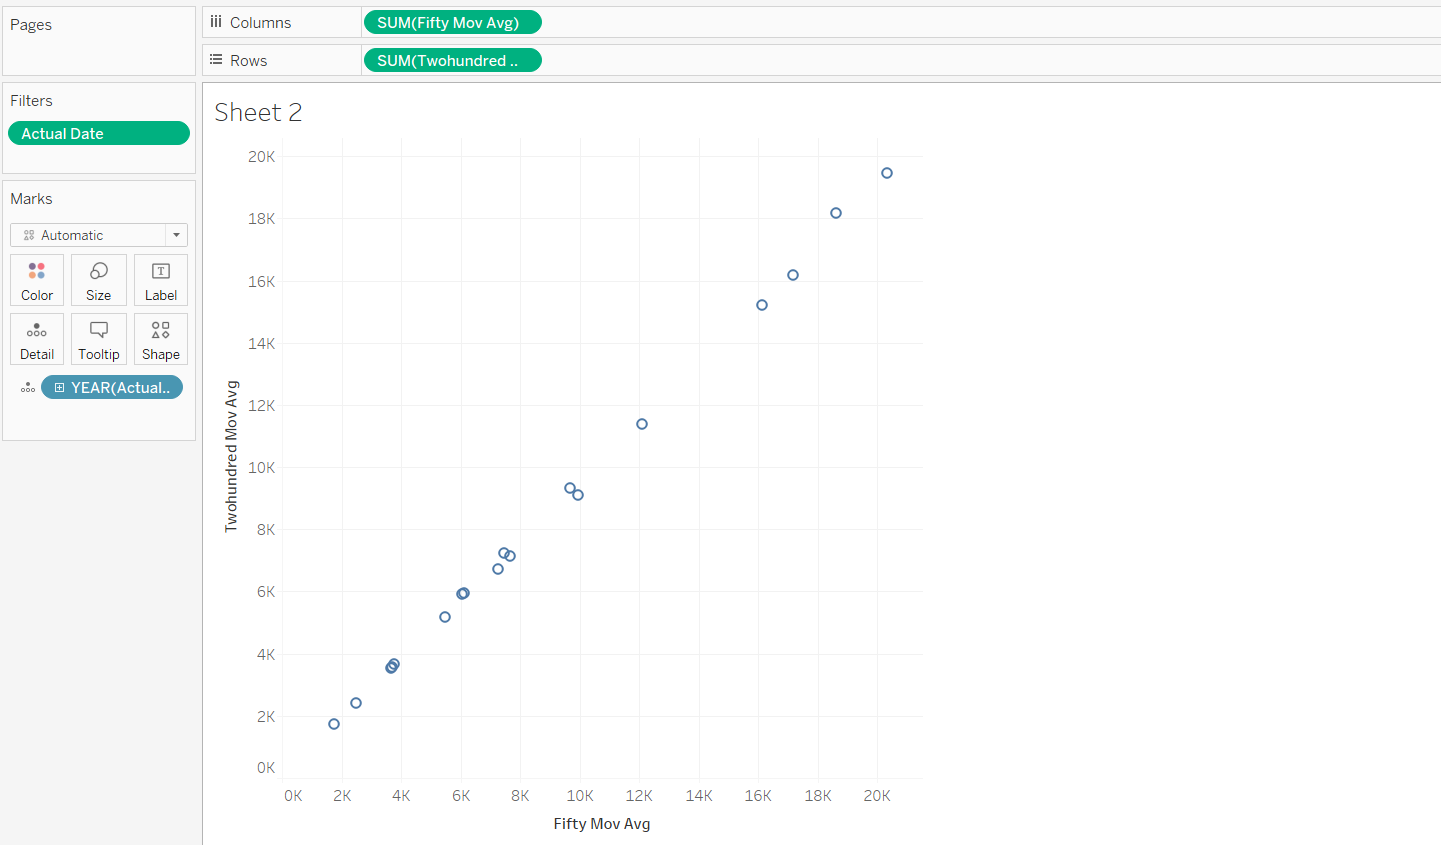 Pages
Columns
SUM(Fifty Mov Avg)
Rows
SUM(Twohundred ..
Filters
Actual Date
Marks
Automatic
Color
Size
Label
Detail
Tooltip
Shape
YEAR(Actual..
Sheet 2
Twohundred Mov Avg
20K
18K
16K
14K
12K
10K
8K
6K
4K
2K
0K
0K 2K 4K 6K 8K 10K 12K 14K 16K 18K 20K
Fifty Mov Avg